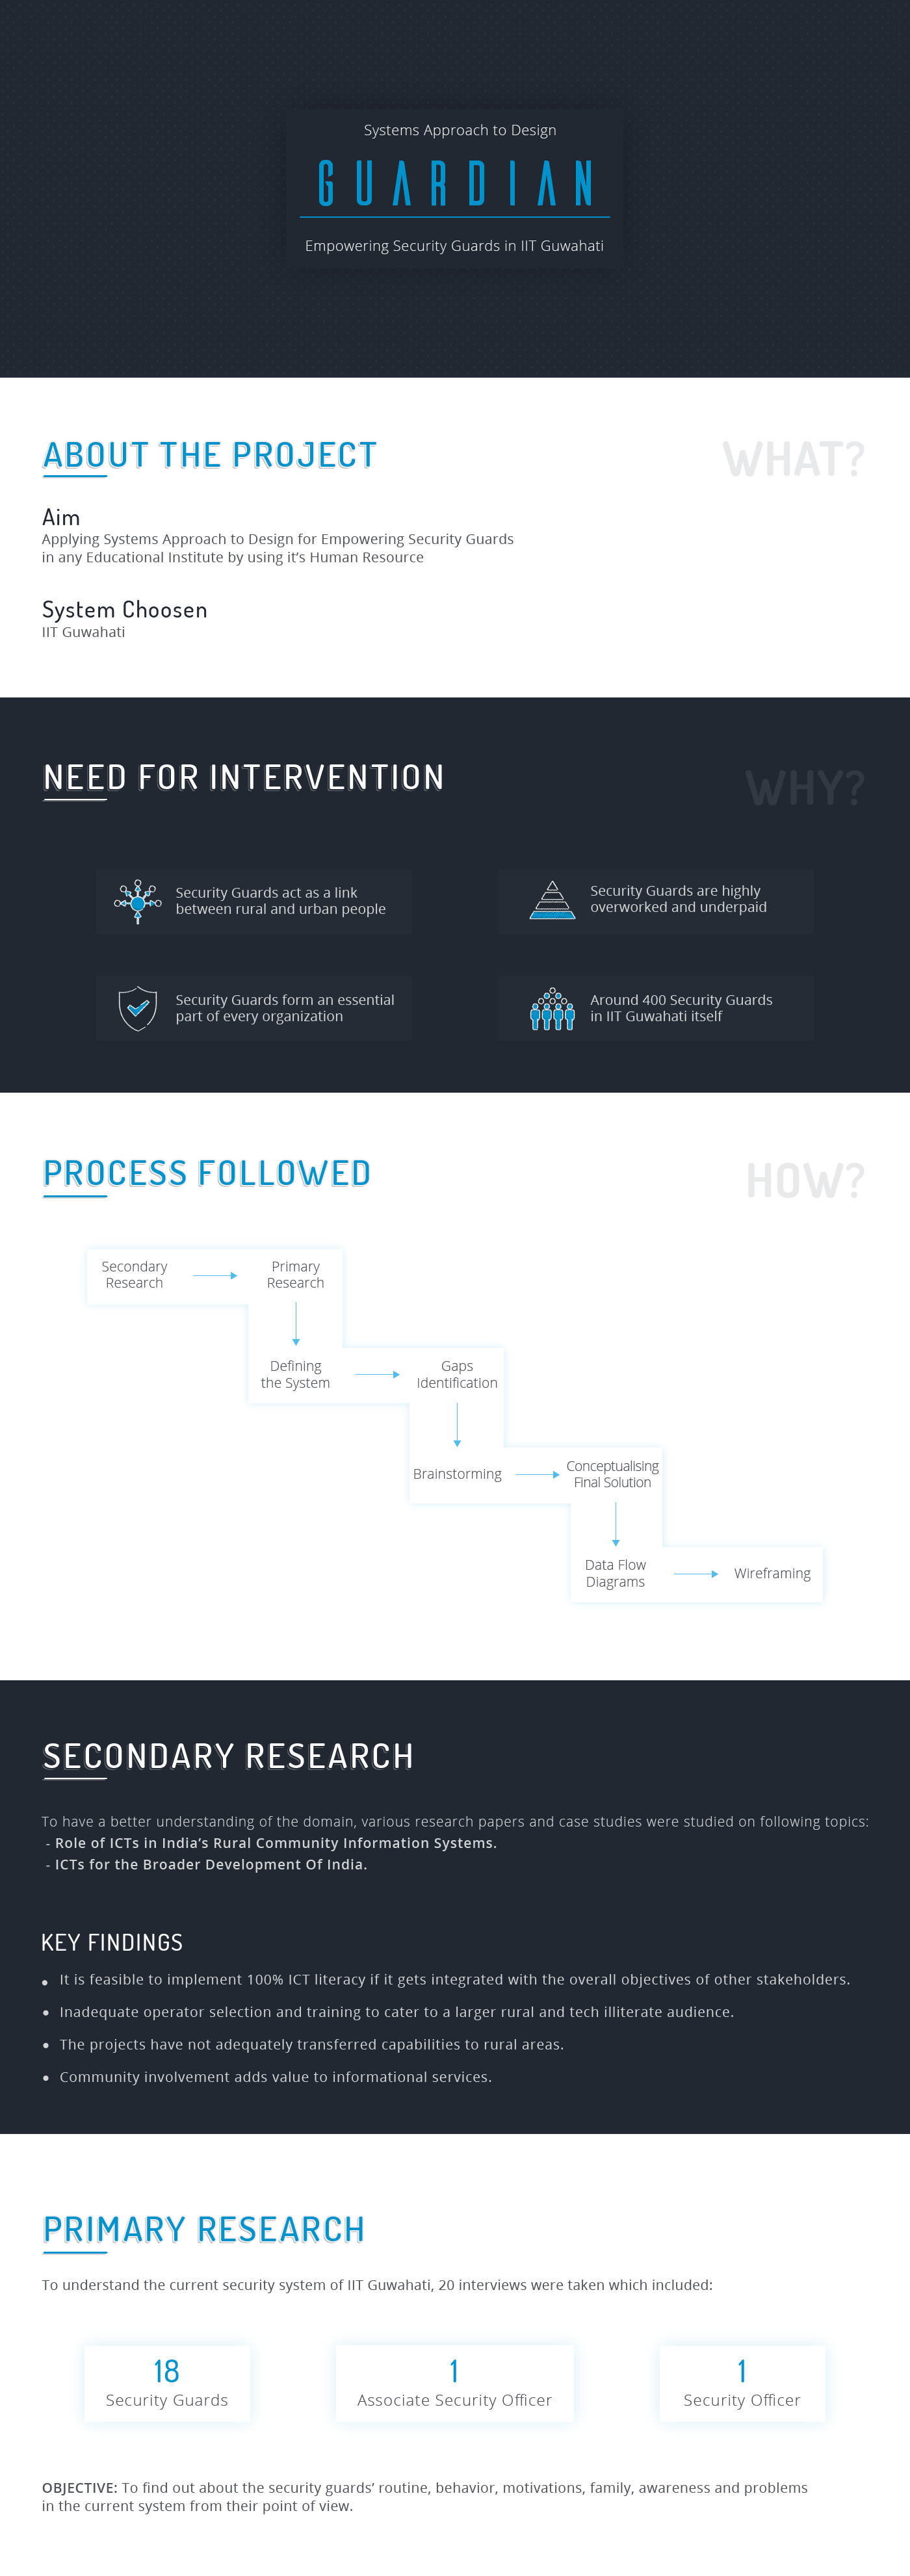 Systems Approach to Design
GUARDIAN
Empowering Security Guards in IIT Guwahati
ABOUT THE PROJECT
WHAT?
Aim
Applying Systems Approach to Design for Empowering Security Guards
in any Educational Institute by using it's Human Resource
System Choosen
IIT Guwahati
NEED FOR INTERVENTION
WHY?
Security Guards act as a link
between rural and urban people
Security Guards are highly
overworked and underpaid
Security Guards form an essential
part of every organization
Around 400 Security Guards
in IIT Guwahati itself
PROCESS FOLLOWED
HOW?
Secondary
Research
Primary
Research
Defining
the System
Gaps
Identification
Brainstorming
Conceptualising
Final Solution
Data Flow
Diagrams
Wireframing
SECONDARY RESEARCH
To have a better understanding of the domain, various research papers and case studies were studied on following topics:
- Role of ICTs in India's Rural Community Information Systems.
- ICTs for the Broader Development Of India.
KEY FINDINGS
• It is feasible to implement 100% ICT literacy if it gets integrated with the overall objectives of other stakeholders.
• Inadequate operator selection and training to cater to a larger rural and tech illiterate audience.
• The projects have not adequately transferred capabilities to rural areas.
• Community involvement adds value to informational services.
PRIMARY RESEARCH
To understand the current security system of IIT Guwahati, 20 interviews were taken which included:
18
Security Guards
1
Associate Security Officer
1
Security Officer
OBJECTIVE: To find out about the security guards' routine, behavior, motivations, family, awareness and problems
in the current system from their point of view.